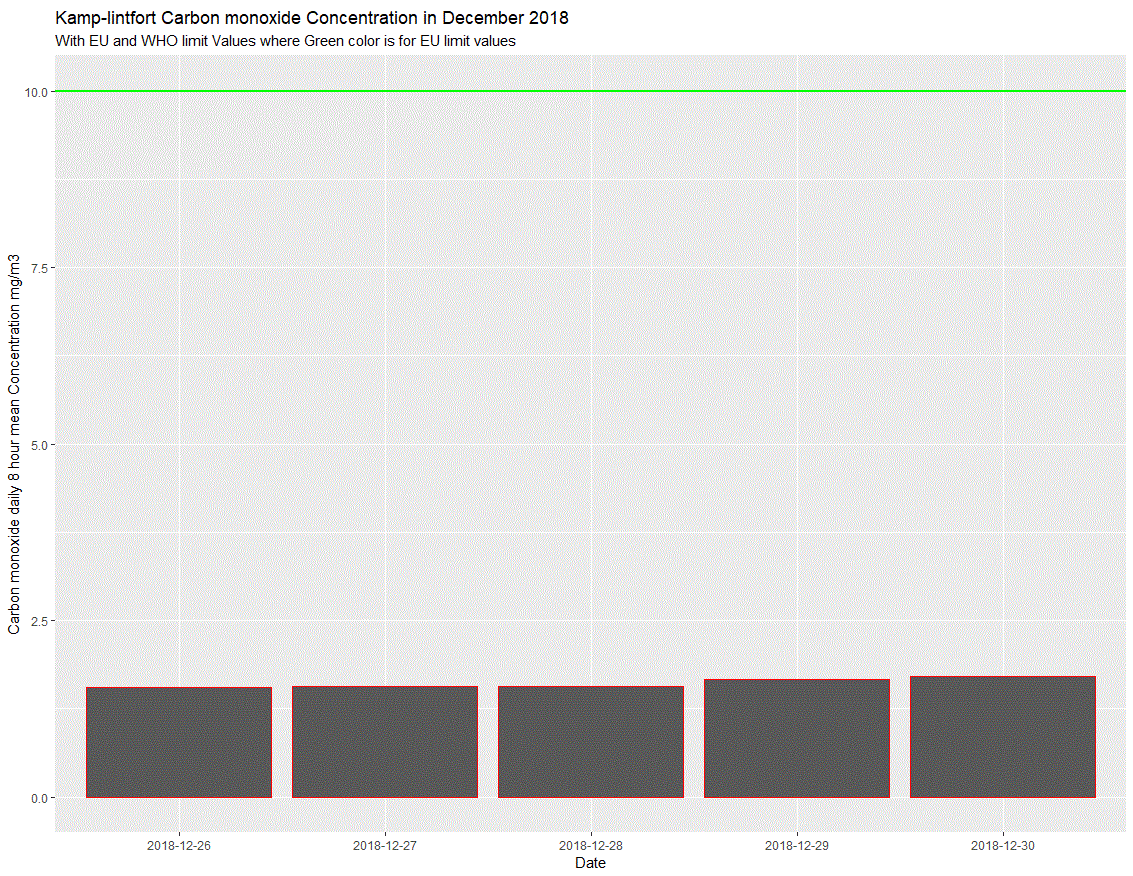 Kamp-lintfort Carbon monoxide Concentration in December 2018
With EU and WHO limit Values where Green color is for EU limit values
Carbon monoxide daily 8 hour mean Concentration mg/m3
10.0
7.5
5.0
2.5
0.0
2018-12-26
2018-12-27
2018-12-28
2018-12-29
2018-12-30
Date